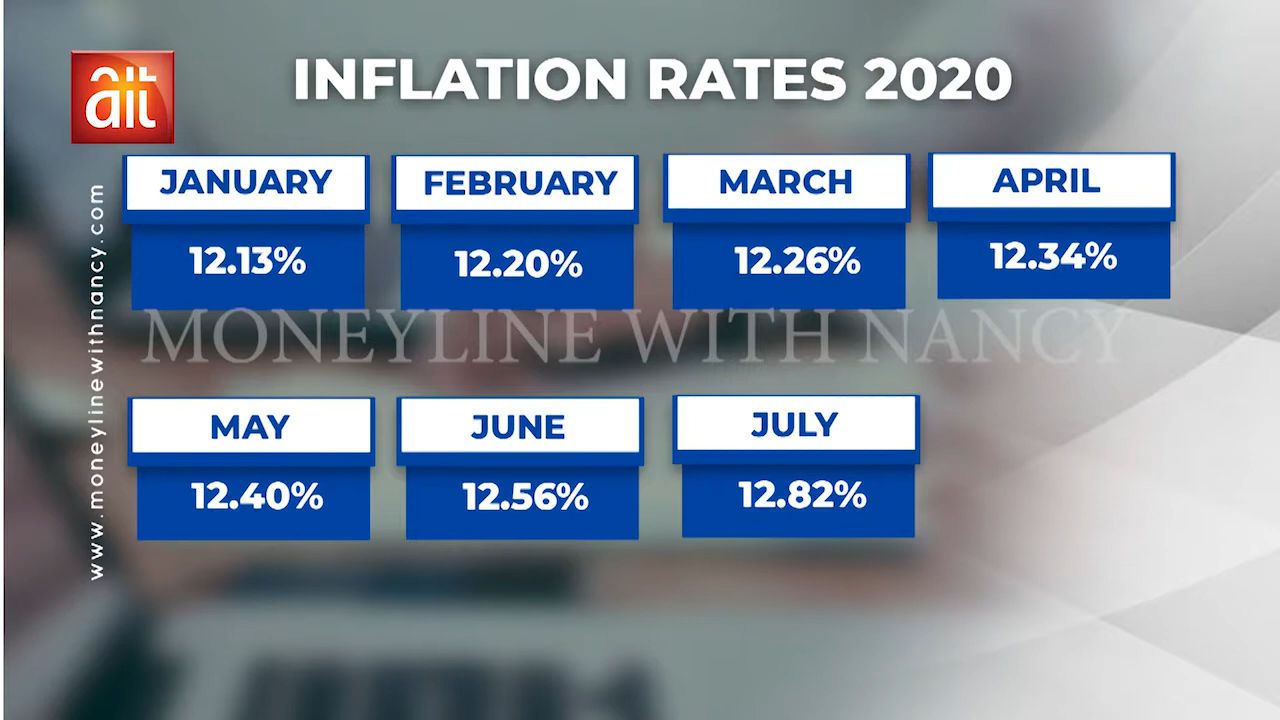 ait
INFLATION RATES 2020
www.moneylinewithnancy.com
JANUARY
12.13%
FEBRUARY
12.20%
MARCH
12.26%
APRIL
12.34%
MONEYLINE WITH NANCY
MAY
12.40%
JUNE
12.56%
JULY
12.82%